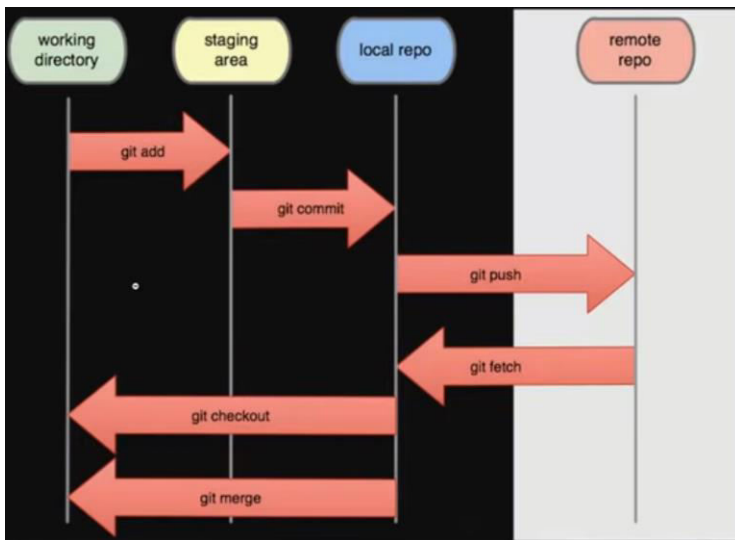 working
directory
staging
area
local repo
remote
repo
git add
git commit
git push
git fetch
git checkout
git merge